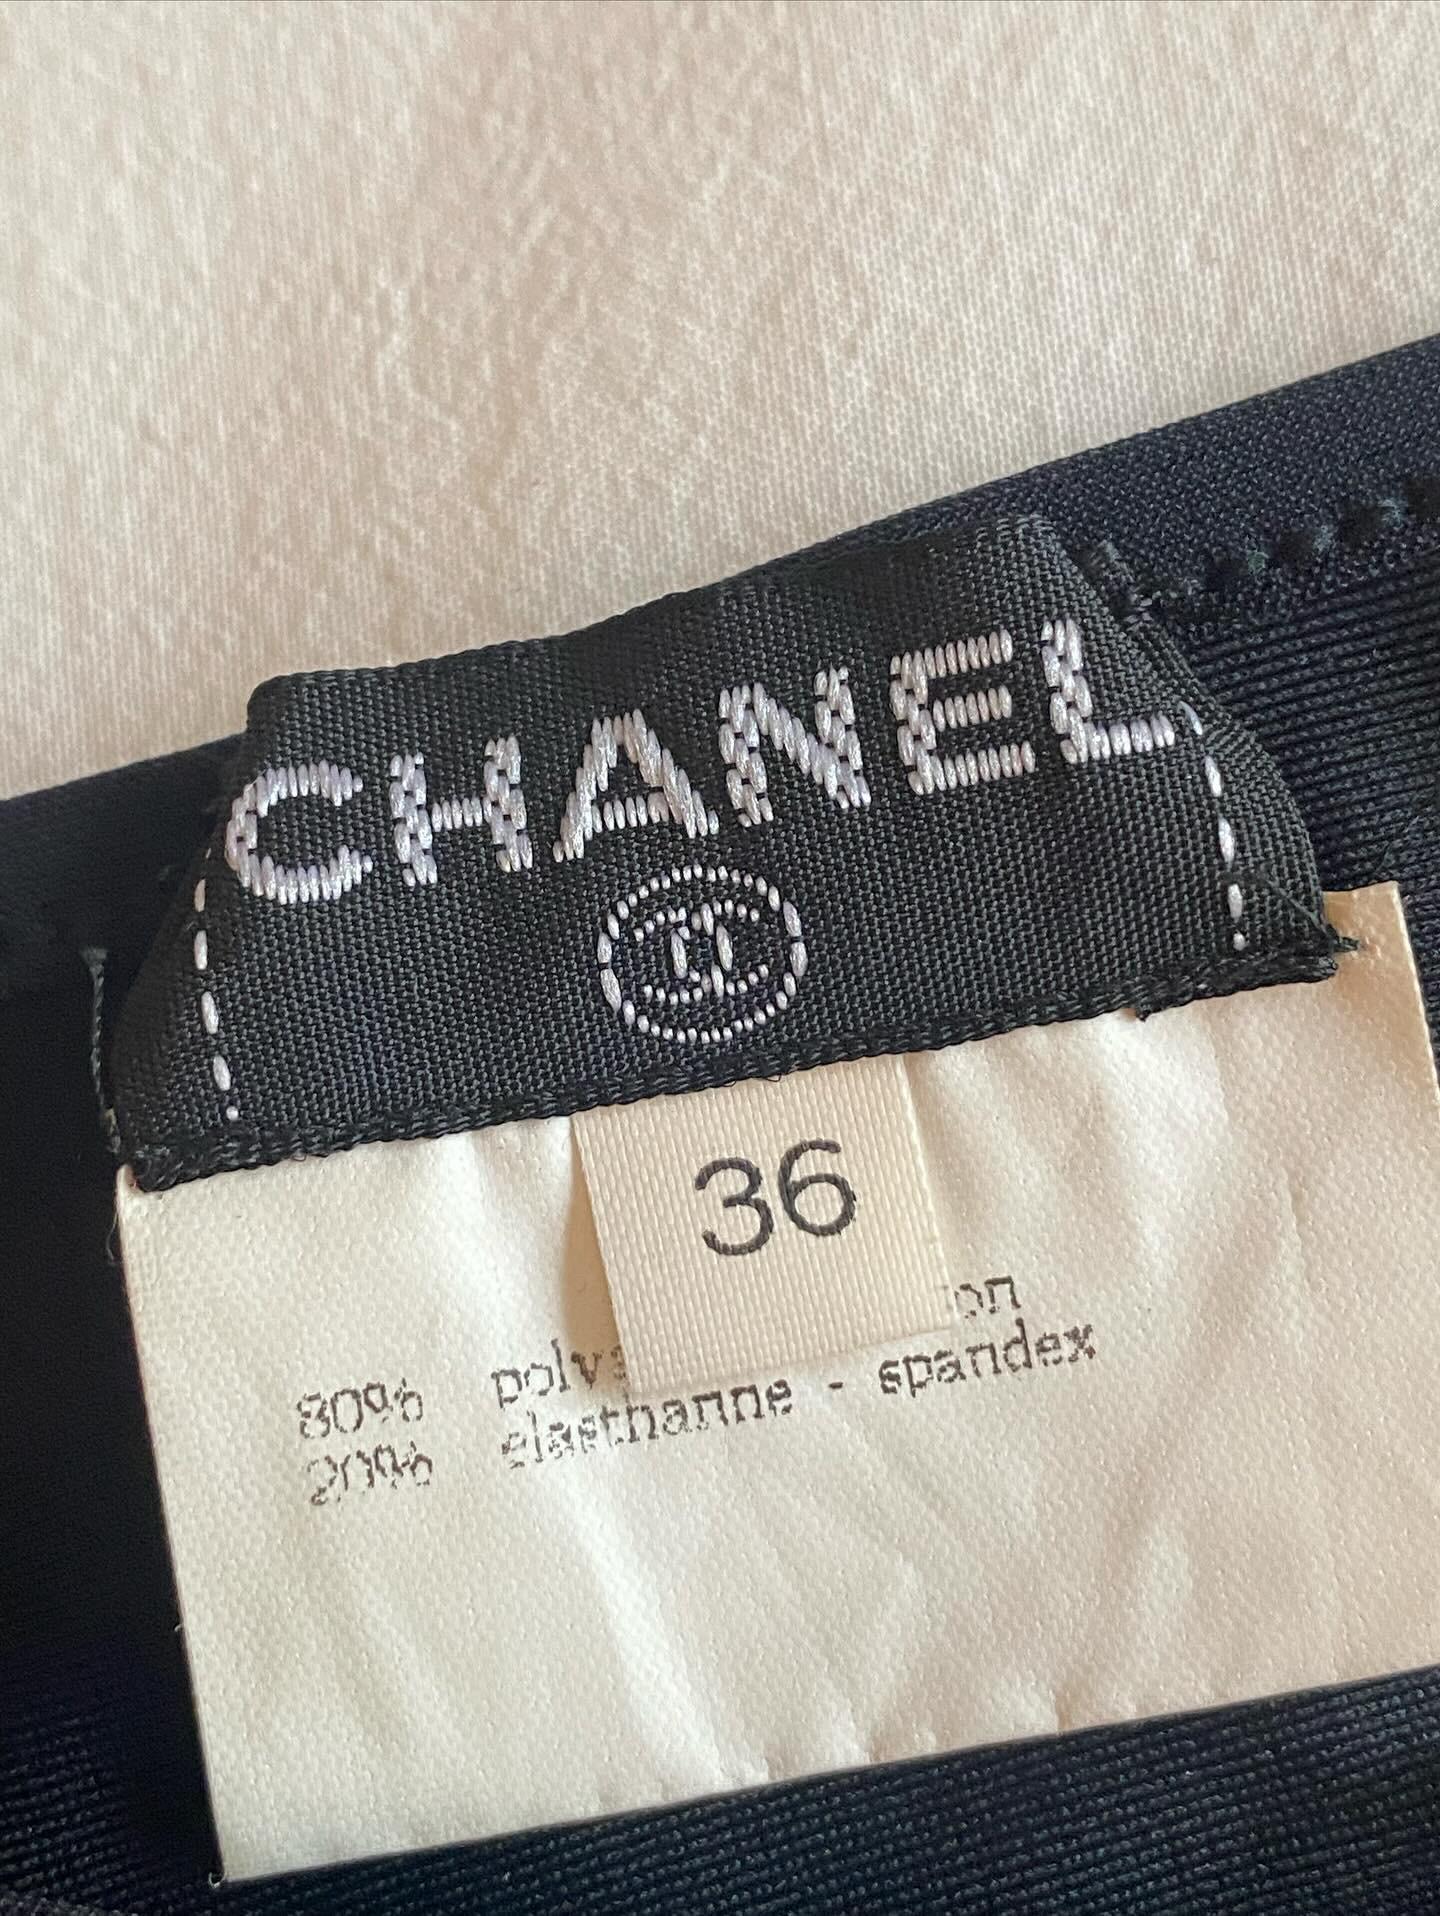 CHANEL
36
80%
20% elasthanne - spandex